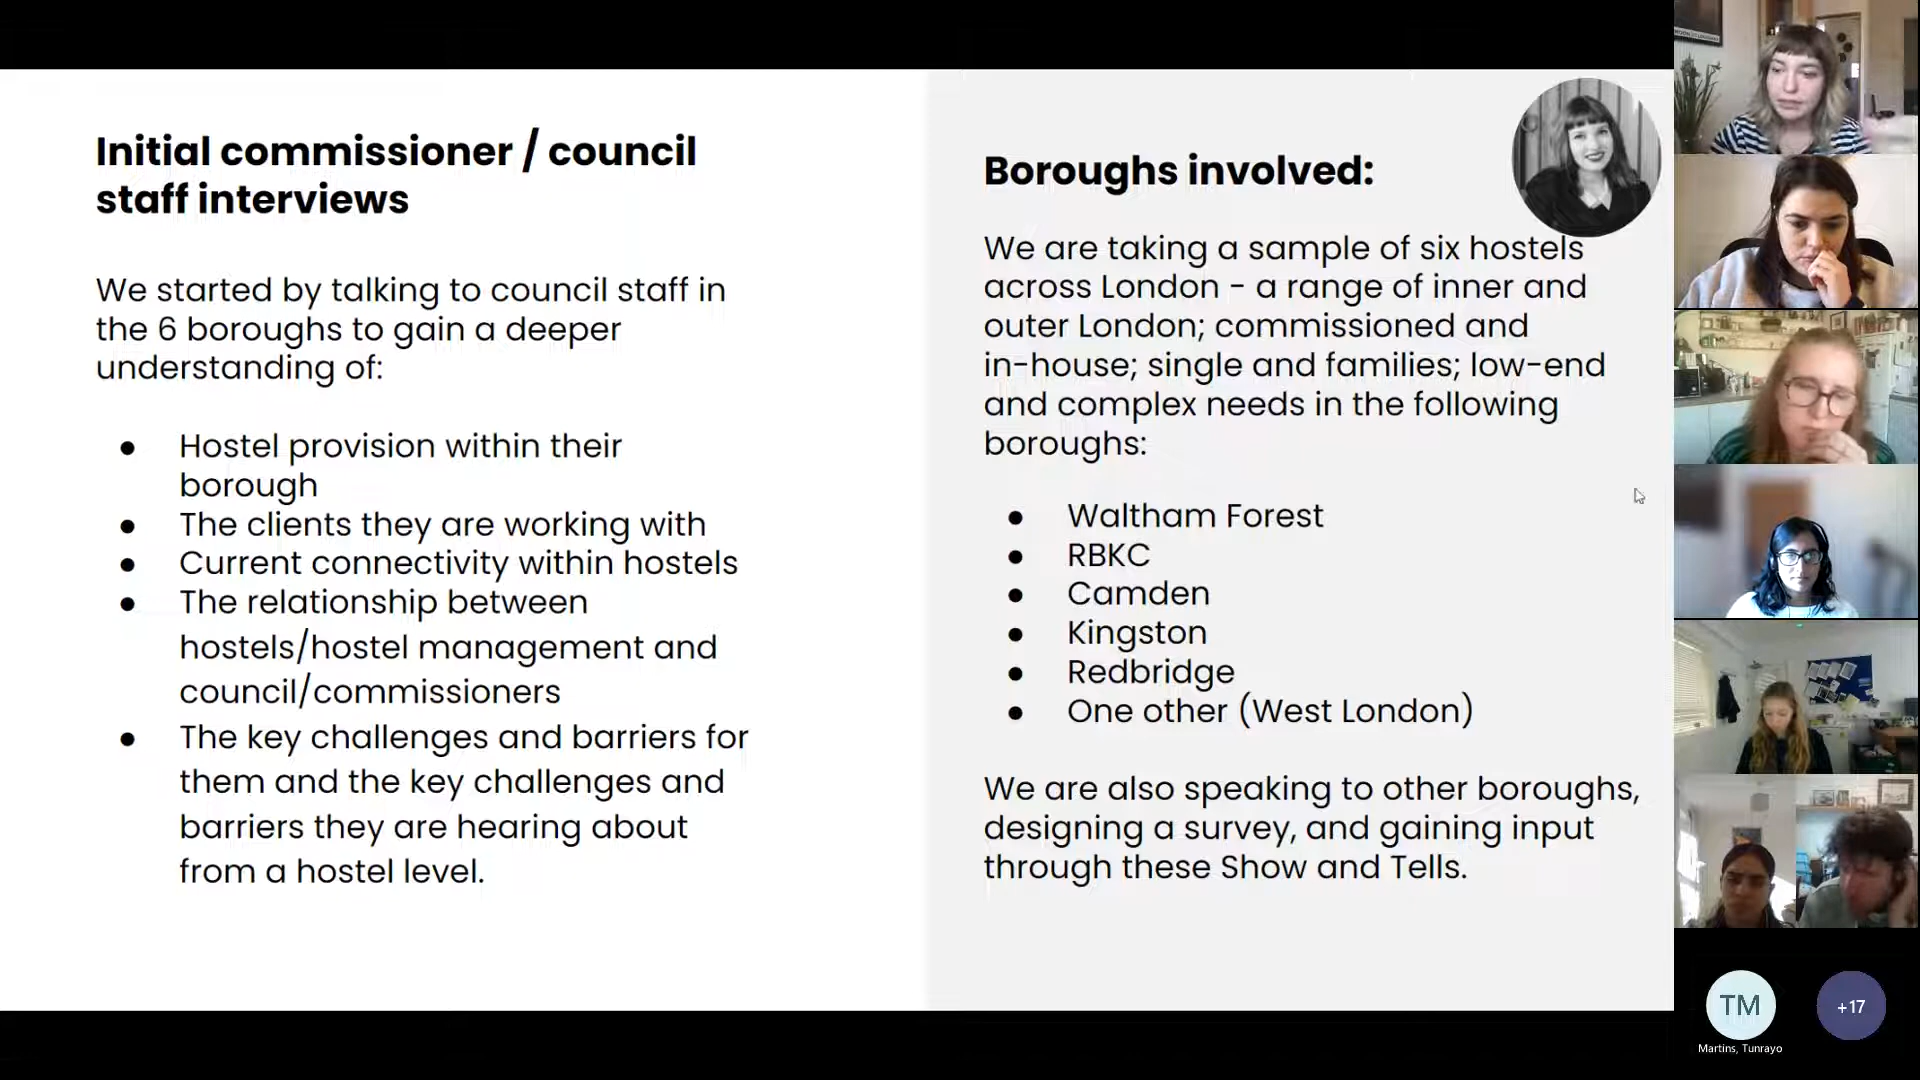 Initial commissioner / council
staff interviews
We started by talking to council staff in
the 6 boroughs to gain a deeper
understanding of:
● Hostel provision within their
borough
● The clients they are working with
● Current connectivity within hostels
● The relationship between
hostels/hostel management and
council/commissioners
● The key challenges and barriers for
them and the key challenges and
barriers they are hearing about
from a hostel level.
Boroughs involved:
We are taking a sample of six hostels
across London - a range of inner and
outer London; commissioned and
in-house; single and families; low-end
and complex needs in the following
boroughs:
● Waltham Forest
● RBKC
● Camden
● Kingston
● Redbridge
● One other (West London)
We are also speaking to other boroughs,
designing a survey, and gaining input
through these Show and Tells.
TM
+17
Martins, Tunrayo